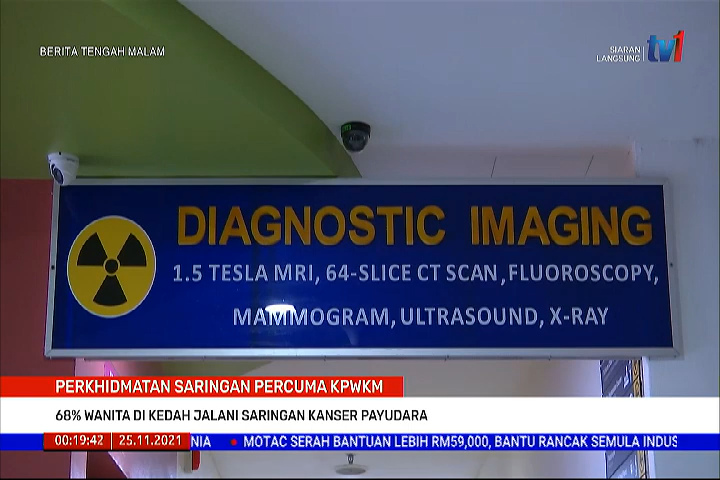 BERITA TENGAH MALAM
SIARAN
LANGSUNG
tv1
DIAGNOSTIC IMAGING
1.5 TESLA MRI, 64-SLICE CT SCAN, FLUOROSCOPY,
MAMMOGRAM, ULTRASOUND, X-RAY
PERKHIDMATAN SARINGAN PERCUMA KPWKM
68% WANITA DI KEDAH JALANI SARINGAN KANSER PAYUDARA
00:19:42 25.11.2021 NIA • MOTAC SERAH BANTUAN LEBIH RM59,000, BANTU RANCAK SEMULA INDUS